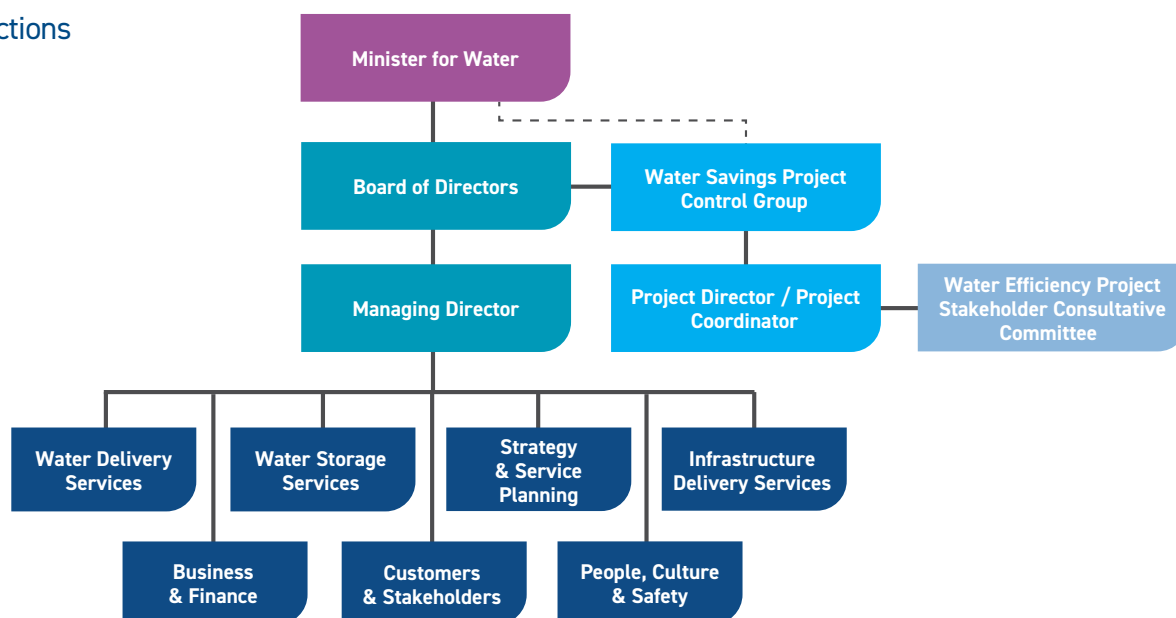 ctions
Minister for Water
Board of Directors
Water Savings Project
Control Group
Managing Director
Project Director / Project
Coordinator
Water Efficiency Project
Stakeholder Consultative
Committee
Water Delivery
Services
Water Storage
Services
Strategy
& Service
Planning
Infrastructure
Delivery Services
Business
& Finance
Customers
& Stakeholders
People, Culture
& Safety